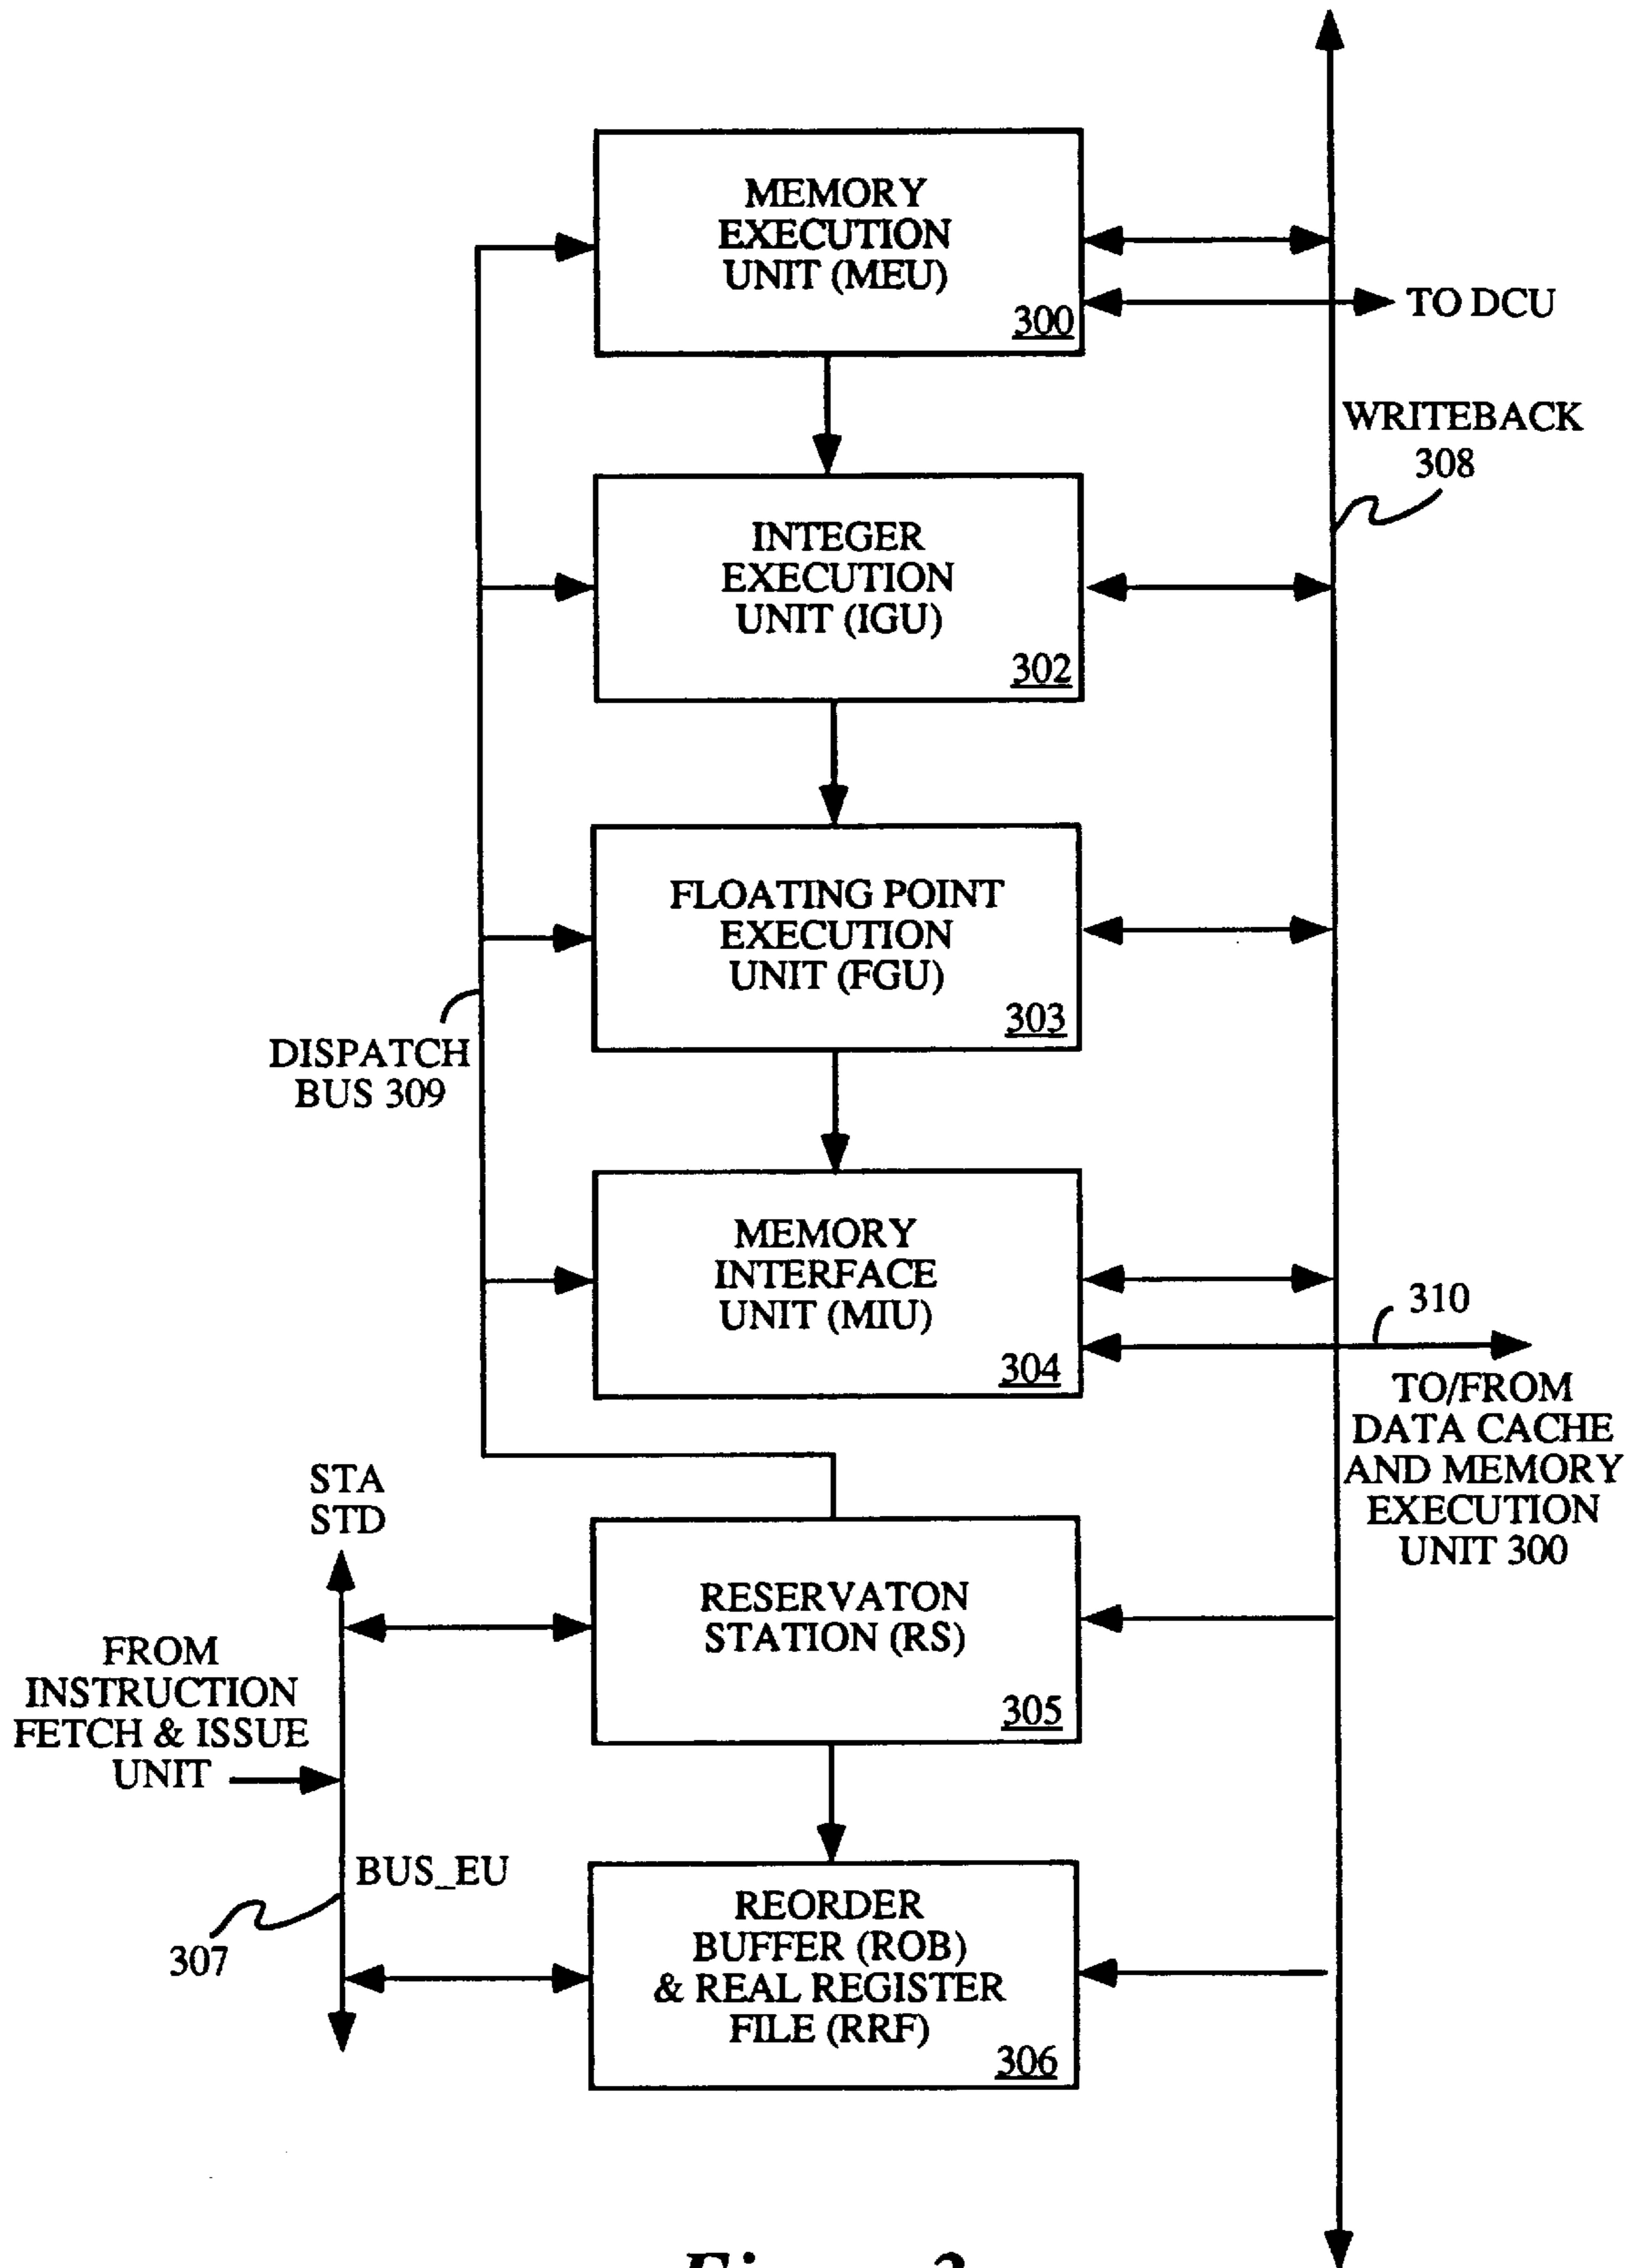 MEMORY
EXECUTION
UNIT (MEU)
300
TO DCU
WRITEBACK
308
INTEGER
EXECUTION
UNIT (IGU)
302
FLOATING POINT
EXECUTION
UNIT (FGU)
303
DISPATCH
BUS 309
MEMORY
INTERFACE
UNIT (MIU)
304
310
TO/FROM
DATA CACHE
AND MEMORY
EXECUTION
UNIT 300
STA
STD
RESERVATON
STATION (RS)
305
FROM
INSTRUCTION
FETCH & ISSUE
UNIT
BUS_EU
307
REORDER
BUFFER (ROB)
& REAL REGISTER
FILE (RRF)
306